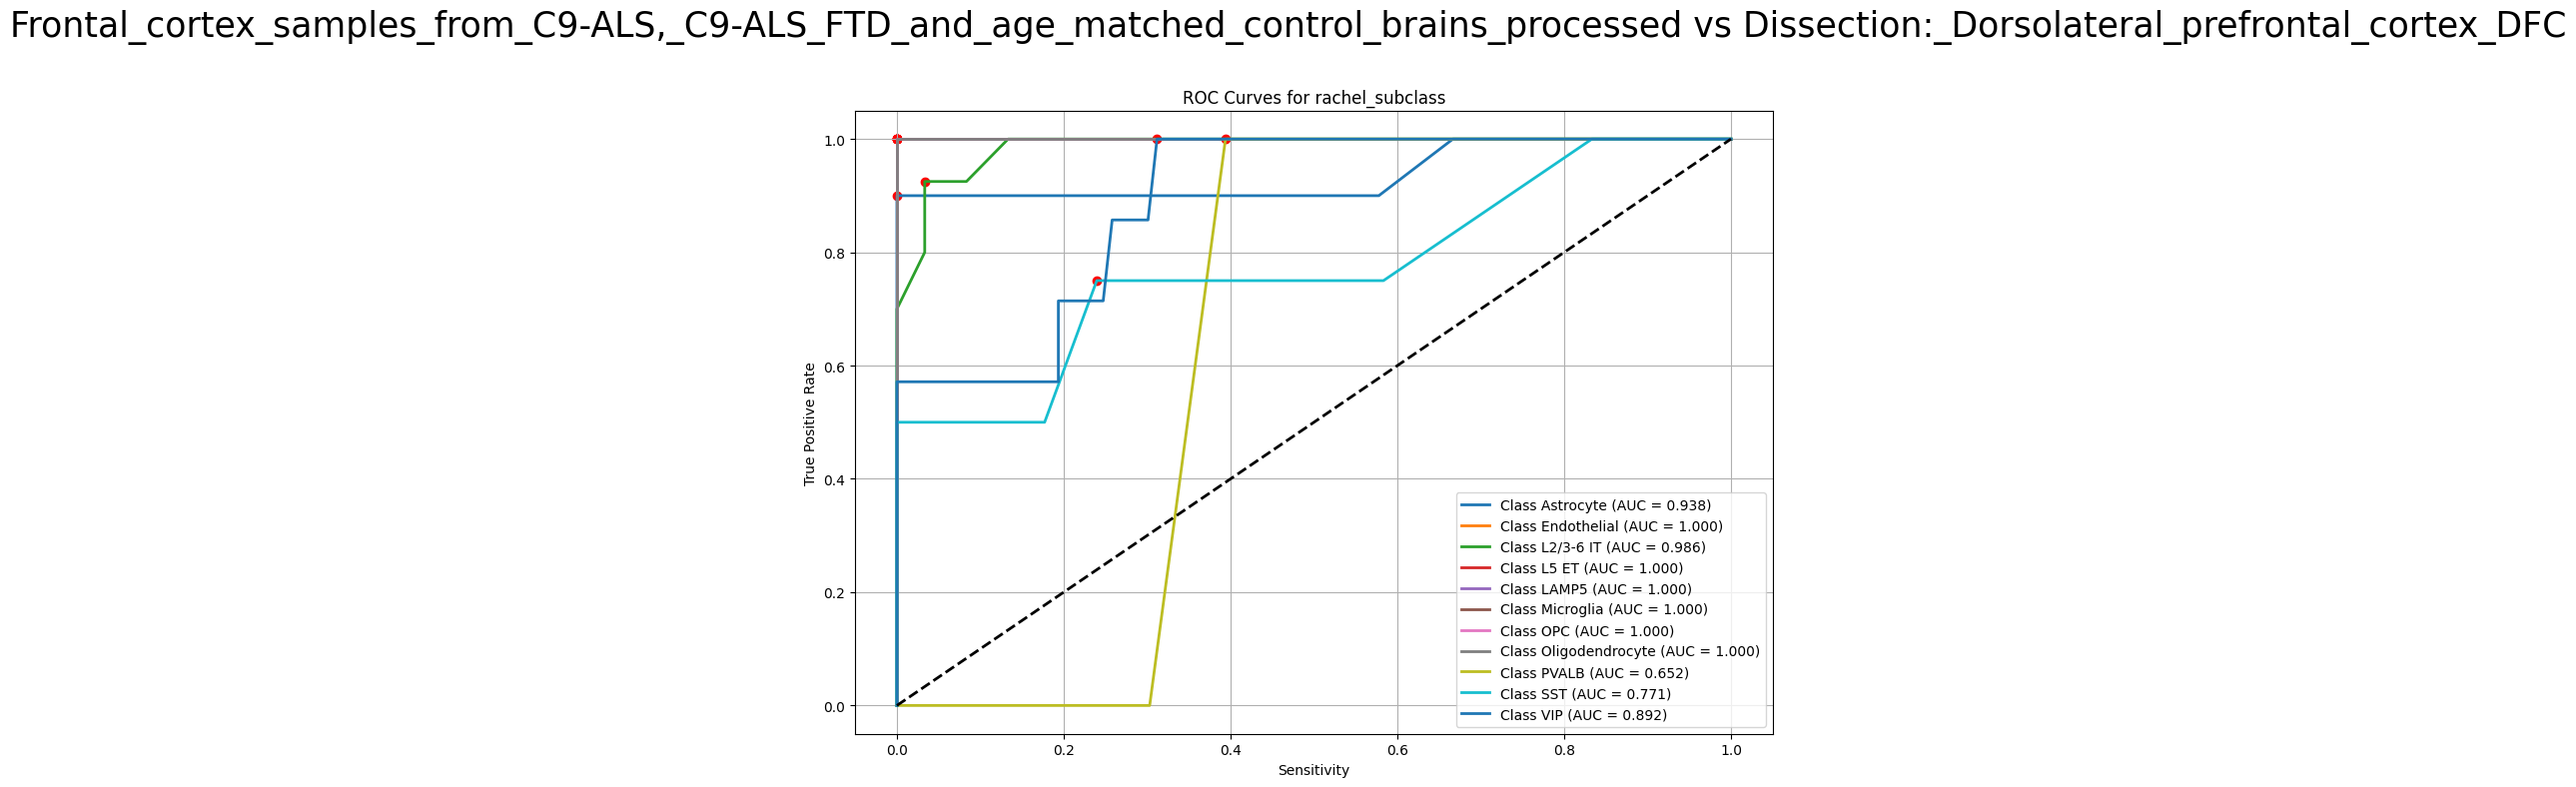 Frontal_cortex_samples_from_C9-ALS,_C9-ALS_FTD_and_age_matched_control_brains_processed vs Dissection:_Dorsolateral_prefrontal_cortex_DFC
ROC Curves for rachel_subclass
True Positive Rate
1.0
0.8
0.6
0.4
0.2
0.0
Class Astrocyte (AUC = 0.938)
Class Endothelial (AUC = 1.000)
Class L2/3-6 IT (AUC = 0.986)
Class L5 ET (AUC = 1.000)
Class LAMP5 (AUC = 1.000)
Class Microglia (AUC = 1.000)
Class OPC (AUC = 1.000)
Class Oligodendrocyte (AUC = 1.000)
Class PVALB (AUC = 0.652)
Class SST (AUC = 0.771)
Class VIP (AUC = 0.892)
0.0 0.2 0.4 0.6 0.8 1.0
Sensitivity